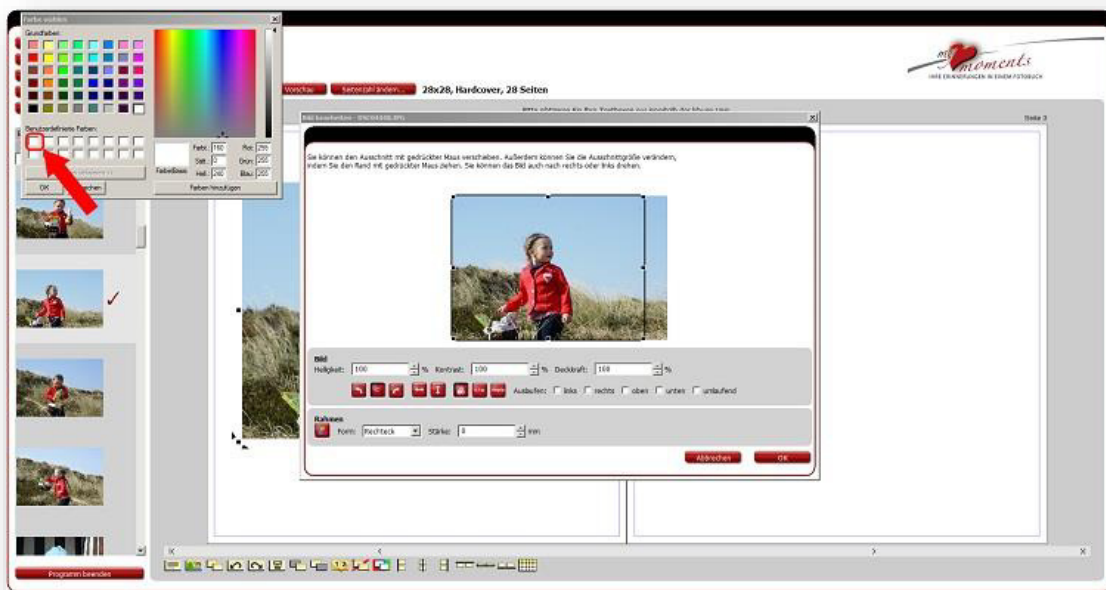 Farbe wählen
Grundfarben:
Benutzerdefinierte Farben:
Farbt.: 160
Rot: 255
Sätt.: 0
Grün: 255
Farbe|Basis
Hell.: 240
Blau: 255
OK
Farben hinzufügen
Vorschau
Seitenzahl ändern...
28x28, Hardcover, 28 Seiten
my moments
IHRE ERINNERUNGEN IN EINEM FOTOBUCH
Seite 3
Sie können den Ausschnitt mit gedrückter Maus verschieben. Außerdem können Sie die Ausschnittgröße verändern,
indem Sie den Rand mit gedrückter Maus ziehen. Sie können das Bild auch nach rechts oder links drehen.
Bild
Helligkeit: 100 % Kontrast: 100 % Deckkraft: 100 %
Auslaufen: links rechts oben unten umlaufend
Rahmen
Form: Rechteck Stärke: 0 mm
Abbrechen
OK
Programm beenden